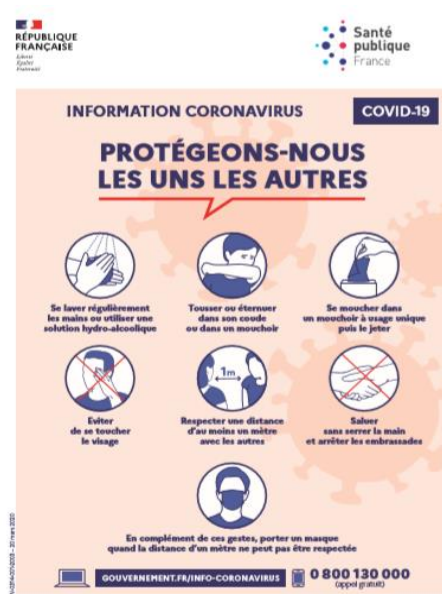 RÉPUBLIQUE
FRANÇAISE
Liberté
Égalité
Fraternité
Santé
publique
France
INFORMATION CORONAVIRUS
COVID-19
PROTÉGEONS-NOUS
LES UNS LES AUTRES
Se laver régulièrement
les mains ou utiliser une
solution hydro-alcoolique
Tousser ou éternuer
dans son coude
ou dans un mouchoir
Se moucher dans
un mouchoir à usage unique
puis le jeter
1m
Eviter
de se toucher
le visage
Respecter une distance
d'au moins un mètre
avec les autres
Saluer
sans serrer la main
et arrêter les embrassades
En complément de ces gestes, porter un masque
quand la distance d'un mètre ne peut pas être respectée
GOUVERNEMENT.FR/INFO-CORONAVIRUS
0 800 130 000
(appel gratuit)